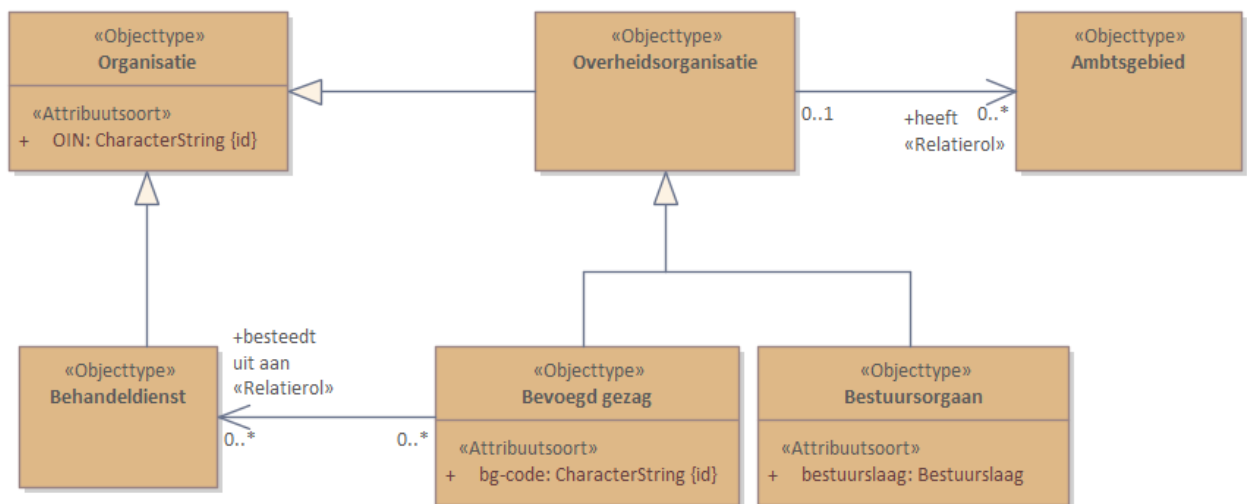 «Objecttype»
Organisatie
«Attribuutsoort»
+ OIN: CharacterString {id}
«Objecttype»
Overheidsorganisatie
0..1
+heeft
«Relatierol»
0..*
«Objecttype»
Ambtsgebied
«Objecttype»
Behandeldienst
+besteedt
uit aan
«Relatierol»
0..*
0..*
«Objecttype»
Bevoegd gezag
«Attribuutsoort»
+ bg-code: CharacterString {id}
«Objecttype»
Bestuursorgaan
«Attribuutsoort»
+ bestuurslaag: Bestuurslaag